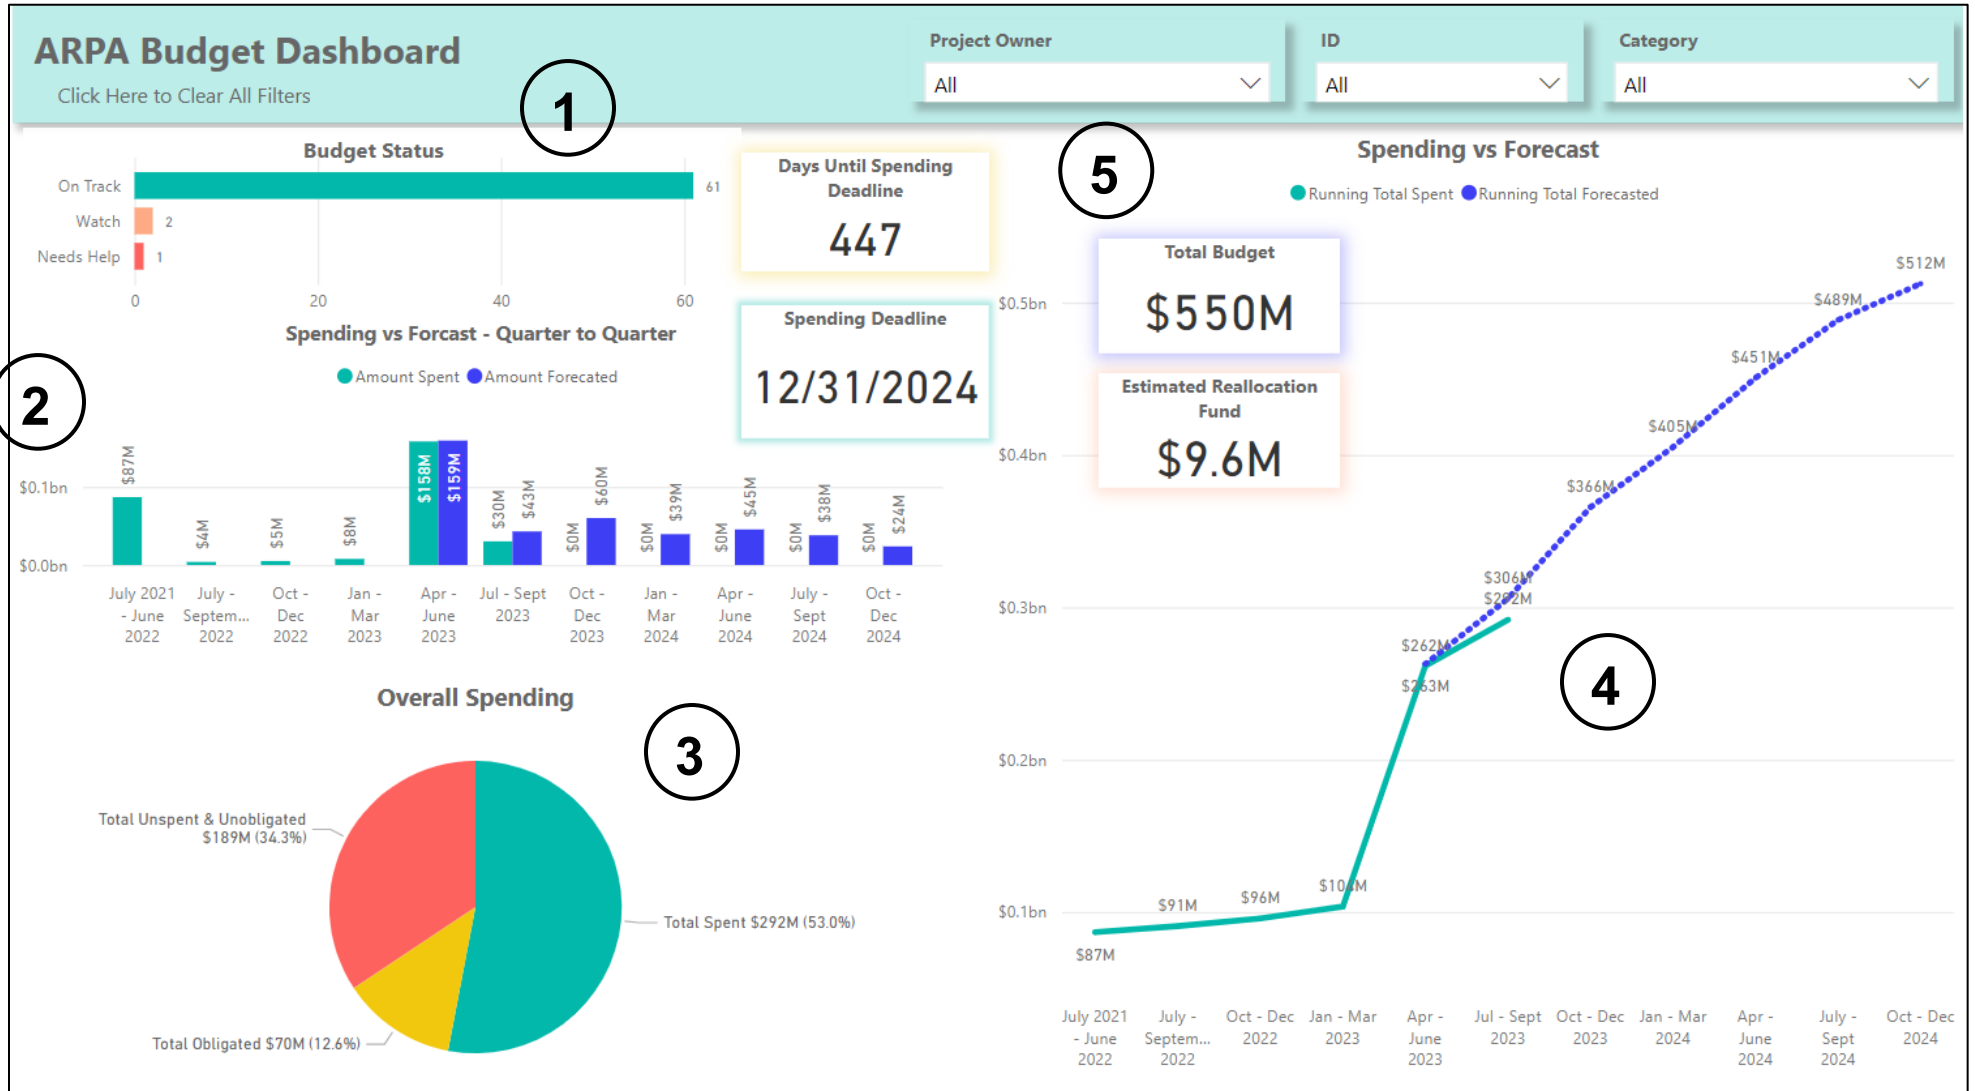 ARPA Budget Dashboard
Click Here to Clear All Filters
Project Owner
All
ID
All
Category
All
1
Budget Status
On Track
61
Watch
2
Needs Help
1
0
20
40
60
Days Until Spending
Deadline
447
Spending Deadline
12/31/2024
2
Spending vs Forcast - Quarter to Quarter
Amount Spent
Amount Forecated
$0.1bn
$0.0bn
$87M
$4M
$5M
$8M
$158M
$159M
$30M
$43M
$0M
$60M
$0M
$39M
$0M
$45M
$0M
$38M
$0M
$24M
July 2021
- June
2022
July -
Septem...
2022
Oct -
Dec
2022
Jan -
Mar
2023
Apr -
June
2023
Jul - Sept
2023
Oct -
Dec
2023
Jan -
Mar
2024
Apr -
June
2024
July -
Sept
2024
Oct -
Dec
2024
Overall Spending
3
Total Unspent & Unobligated
$189M (34.3%)
Total Spent $292M (53.0%)
Total Obligated $70M (12.6%)
5
Spending vs Forecast
Running Total Spent
Running Total Forecasted
Total Budget
$550M
Estimated Reallocation
Fund
$9.6M
$0.5bn
$0.4bn
$0.3bn
$0.2bn
$0.1bn
$87M
$91M
$96M
$104M
$262M
$263M
$306M
$292M
$366M
$405M
$451M
$489M
$512M
4
July 2021
- June
2022
July -
Septem...
2022
Oct - Dec
2022
Jan - Mar
2023
Apr -
June
2023
Jul - Sept
2023
Oct - Dec
2023
Jan - Mar
2024
Apr -
June
2024
July -
Sept
2024
Oct - Dec
2024